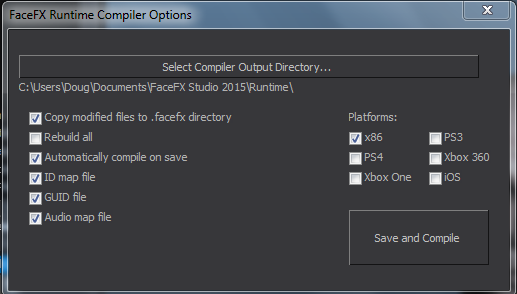 FaceFX Runtime Compiler Options
Select Compiler Output Directory...
C:\Users\Doug\Documents\FaceFX Studio 2015\Runtime\
Copy modified files to .facefx directory
Rebuild all
Automatically compile on save
ID map file
GUID file
Audio map file
Platforms:
x86
PS3
PS4
Xbox 360
Xbox One
iOS
Save and Compile